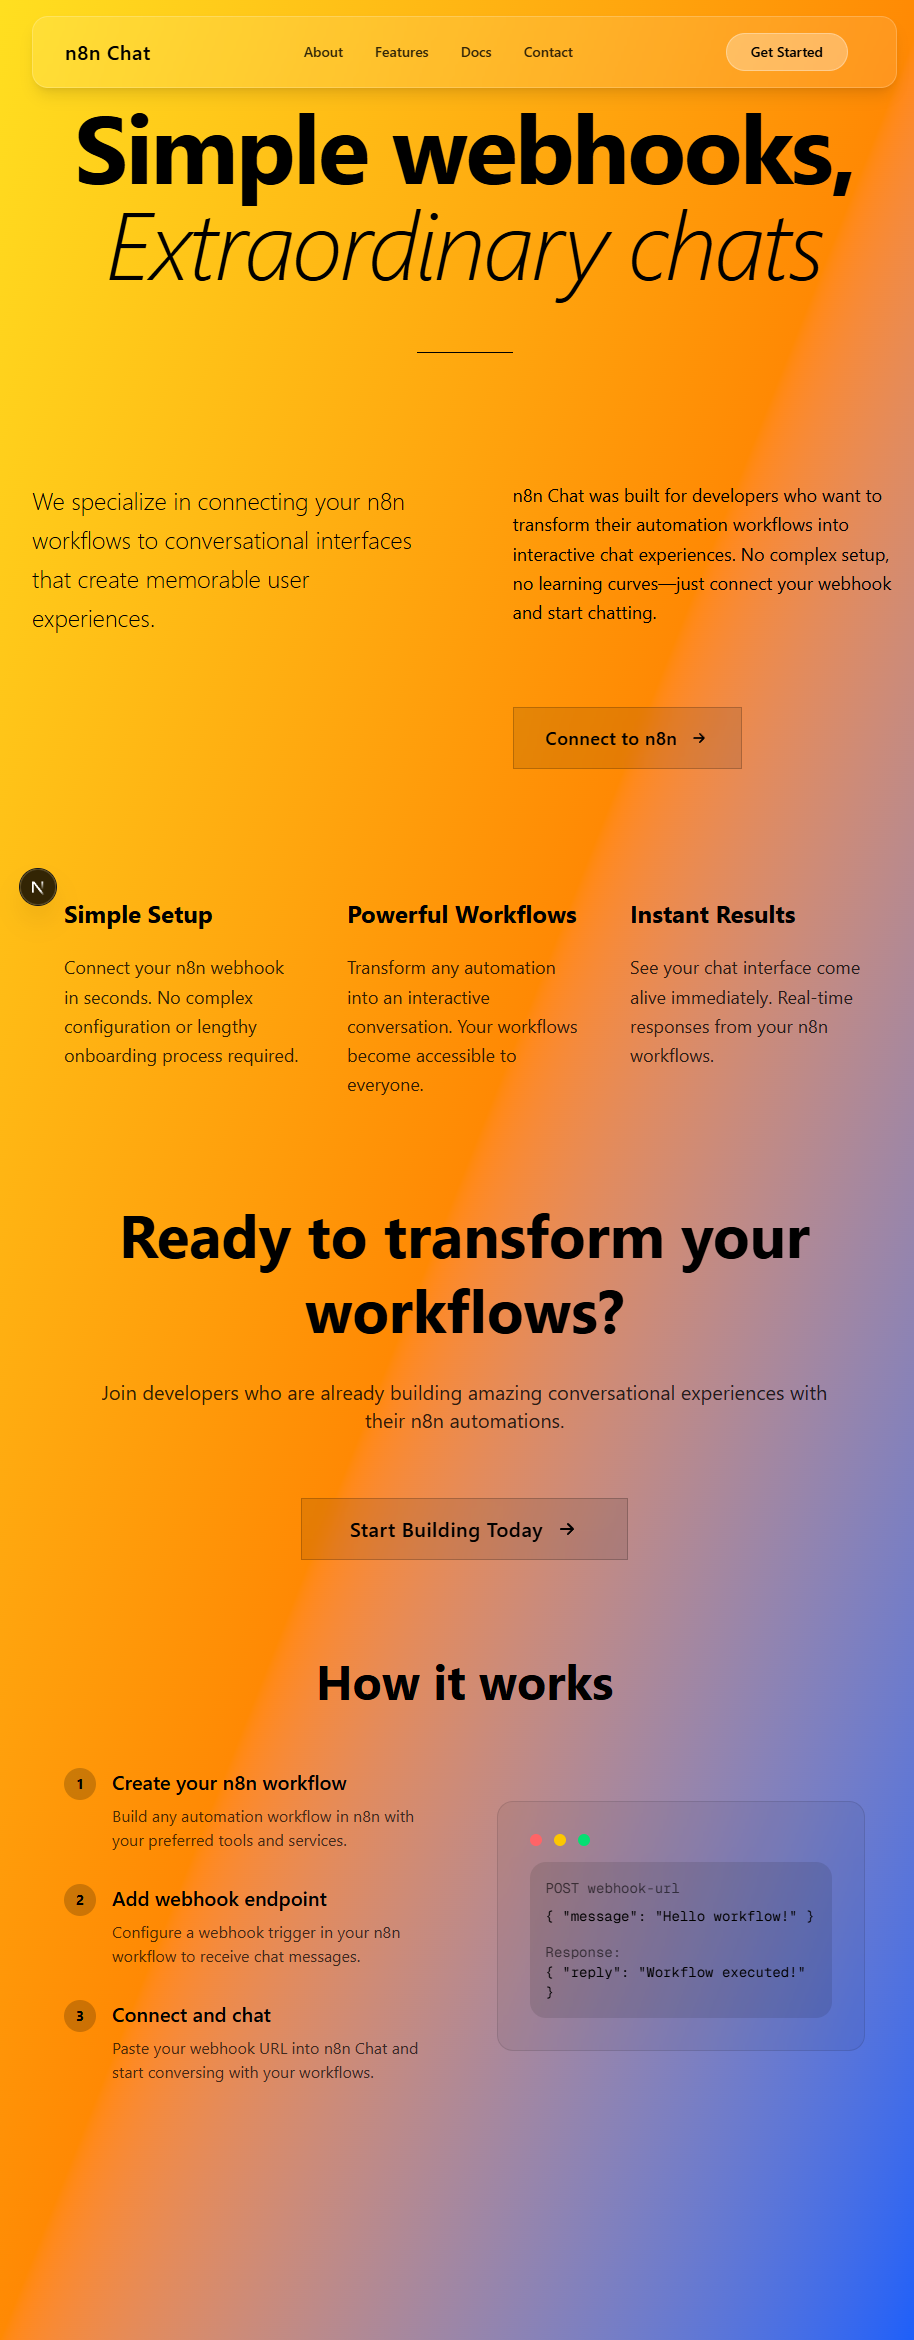 n8n Chat
About Features Docs Contact
Get Started
Simple webhooks,
Extraordinary chats
We specialize in connecting your n8n
workflows to conversational interfaces
that create memorable user
experiences.
n8n Chat was built for developers who want to
transform their automation workflows into
interactive chat experiences. No complex setup,
no learning curves—just connect your webhook
and start chatting.
Connect to n8n →
N
Simple Setup
Connect your n8n webhook
in seconds. No complex
configuration or lengthy
onboarding process required.
Powerful Workflows
Transform any automation
into an interactive
conversation. Your workflows
become accessible to
everyone.
Instant Results
See your chat interface come
alive immediately. Real-time
responses from your n8n
workflows.
Ready to transform your
workflows?
Join developers who are already building amazing conversational experiences with
their n8n automations.
Start Building Today →
How it works
1 Create your n8n workflow
Build any automation workflow in n8n with
your preferred tools and services.
2 Add webhook endpoint
Configure a webhook trigger in your n8n
workflow to receive chat messages.
3 Connect and chat
Paste your webhook URL into n8n Chat and
start conversing with your workflows.
POST webhook-url
{ "message": "Hello workflow!" }
Response:
{ "reply": "Workflow executed!"
}